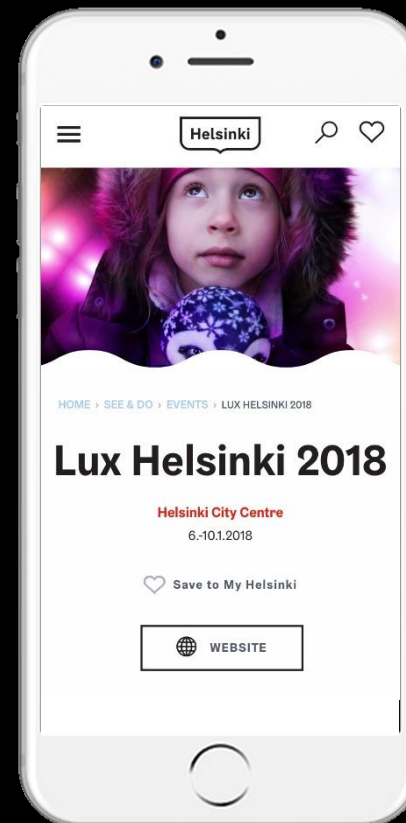 Helsinki
HOME › SEE & DO › EVENTS › LUX HELSINKI 2018
Lux Helsinki 2018
Helsinki City Centre
6.-10.1.2018
Save to My Helsinki
WEBSITE